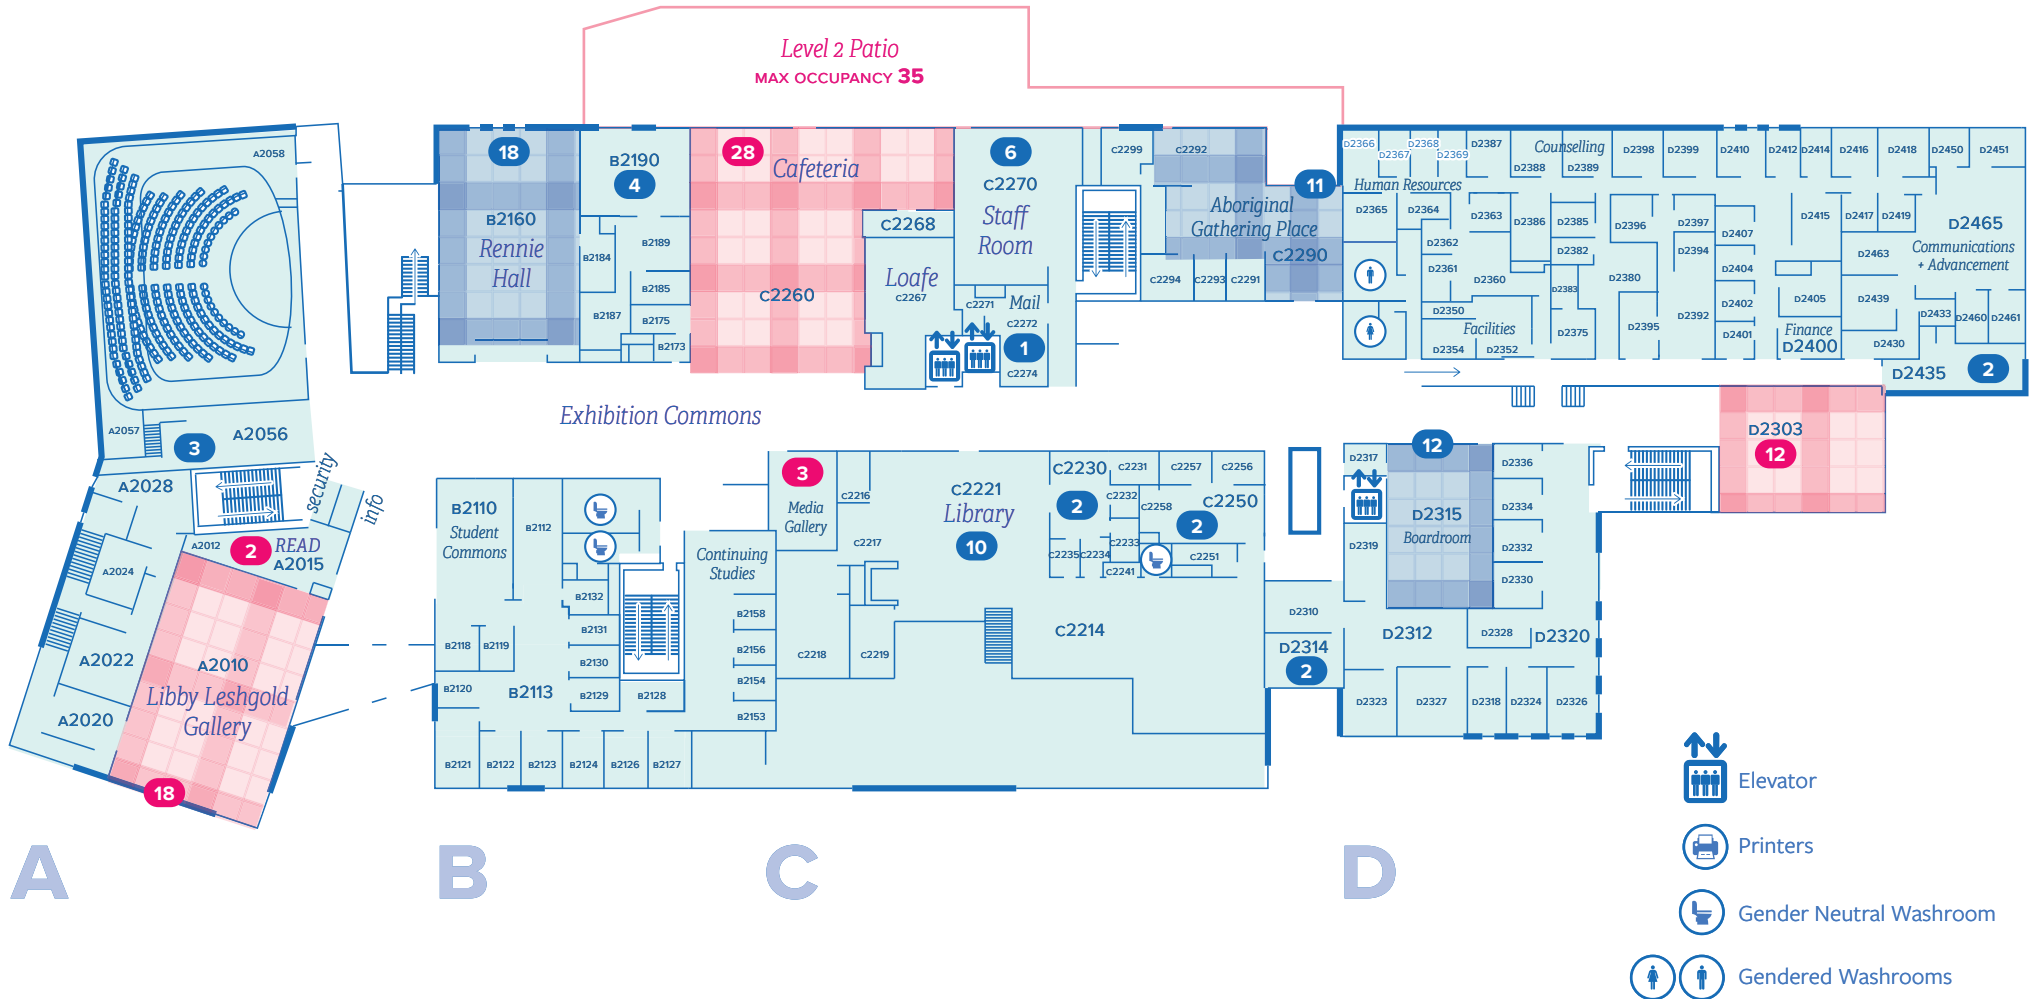 Level 2 Patio
MAX OCCUPANCY 35
A2058
A2057
3
A2056
A2028
security
info
A2012
2
READ
A2015
A2024
A2022
A2010
Libby Leshgold
Gallery
A2020
18
18
B2160
Rennie
Hall
B2190
4
B2189
B2184
B2185
B2187
B2175
B2173
28
Cafeteria
C2260
C2268
Loafe
C2267
6
C2270
Staff
Room
C2271
Mail
C2272
1
C2274
C2299
C2292
11
Aboriginal
Gathering Place
C2290
C2294
C2293
C2291
Exhibition Commons
D2366
D2367
D2368
D2369
D2387
Counselling
D2388
D2389
D2398
D2399
D2410
D2412
D2414
D2416
D2418
D2450
D2451
Human Resources
D2365
D2364
D2363
D2386
D2385
D2396
D2397
D2407
D2415
D2417
D2419
D2465
Communications
+ Advancement
D2362
D2382
D2394
D2463
D2361
D2360
D2383
D2380
D2404
D2405
D2439
D2402
D2350
Facilities
D2375
D2395
D2392
D2401
Finance
D2400
D2433
D2460
D2461
D2430
D2354
D2352
D2435
2
D2303
12
B2110
Student
Commons
B2112
B2132
B2131
B2130
B2129
B2128
B2118
B2119
B2120
B2113
B2121
B2122
B2123
B2124
B2126
B2127
Continuing
Studies
B2158
B2156
B2154
B2153
3
Media
Gallery
C2216
C2217
C2218
C2219
C2221
Library
10
C2214
C2230
2
C2231
C2257
C2256
C2232
C2258
C2250
2
C2233
C2235
C2234
C2241
C2251
D2310
D2314
2
D2317
12
D2315
Boardroom
D2319
D2336
D2334
D2332
D2330
D2312
D2328
D2320
D2323
D2327
D2318
D2324
D2326
A
B
C
D
Elevator
Printers
Gender Neutral Washroom
Gendered Washrooms